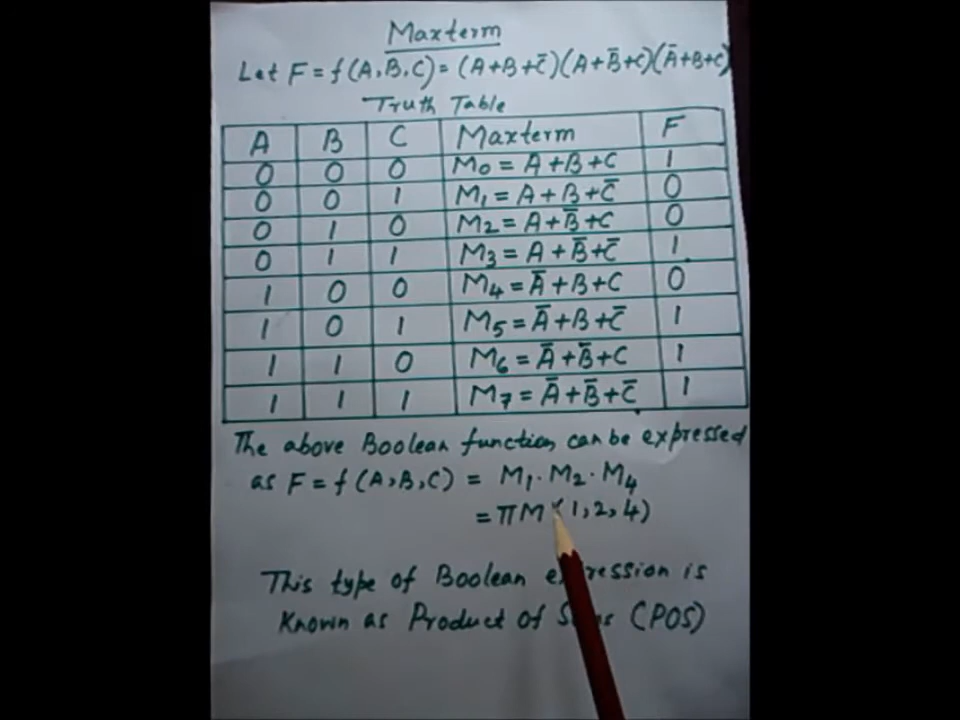 Maxterm
Let F = f(A,B,C) = (A+B+C̄)(A+B̄+C)(Ā+B+C)
Truth Table
A B C Maxterm F
0 0 0 M0 = A+B+C 1
0 0 1 M1 = A+B+C̄ 0
0 1 0 M2 = A+B̄+C 0
0 1 1 M3 = A+B̄+C̄ 1
1 0 0 M4 = Ā+B+C 0
1 0 1 M5 = Ā+B+C̄ 1
1 1 0 M6 = Ā+B̄+C 1
1 1 1 M7 = Ā+B̄+C̄ 1
The above Boolean function can be expressed
as F = f(A,B,C) = M1·M2·M4
= πM(1,2,4)
This type of Boolean expression is
known as Product of Sums (POS)